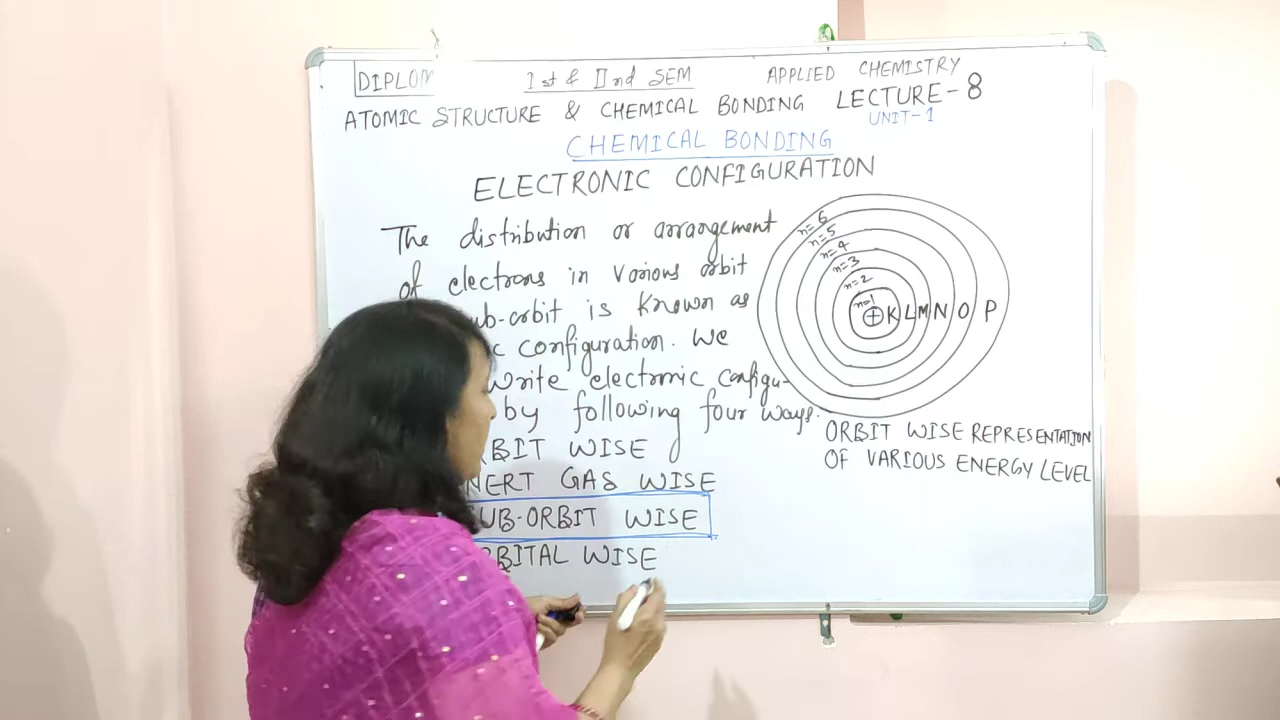 DIPLOM 1st & IInd SEM APPLIED CHEMISTRY
ATOMIC STRUCTURE & CHEMICAL BONDING LECTURE-8
UNIT-1
CHEMICAL BONDING
ELECTRONIC CONFIGURATION
The distribution or arrangement
of electrons in various orbit
ub-orbit is known as
c configuration. We
write electronic configu-
by following four ways.
RBIT WISE
NERT GAS WISE
SUB-ORBIT WISE
RBITAL WISE
n=6
n=5
n=4
n=3
n=2
n=1
+ K L M N O P
ORBIT WISE REPRESENTATION
OF VARIOUS ENERGY LEVEL